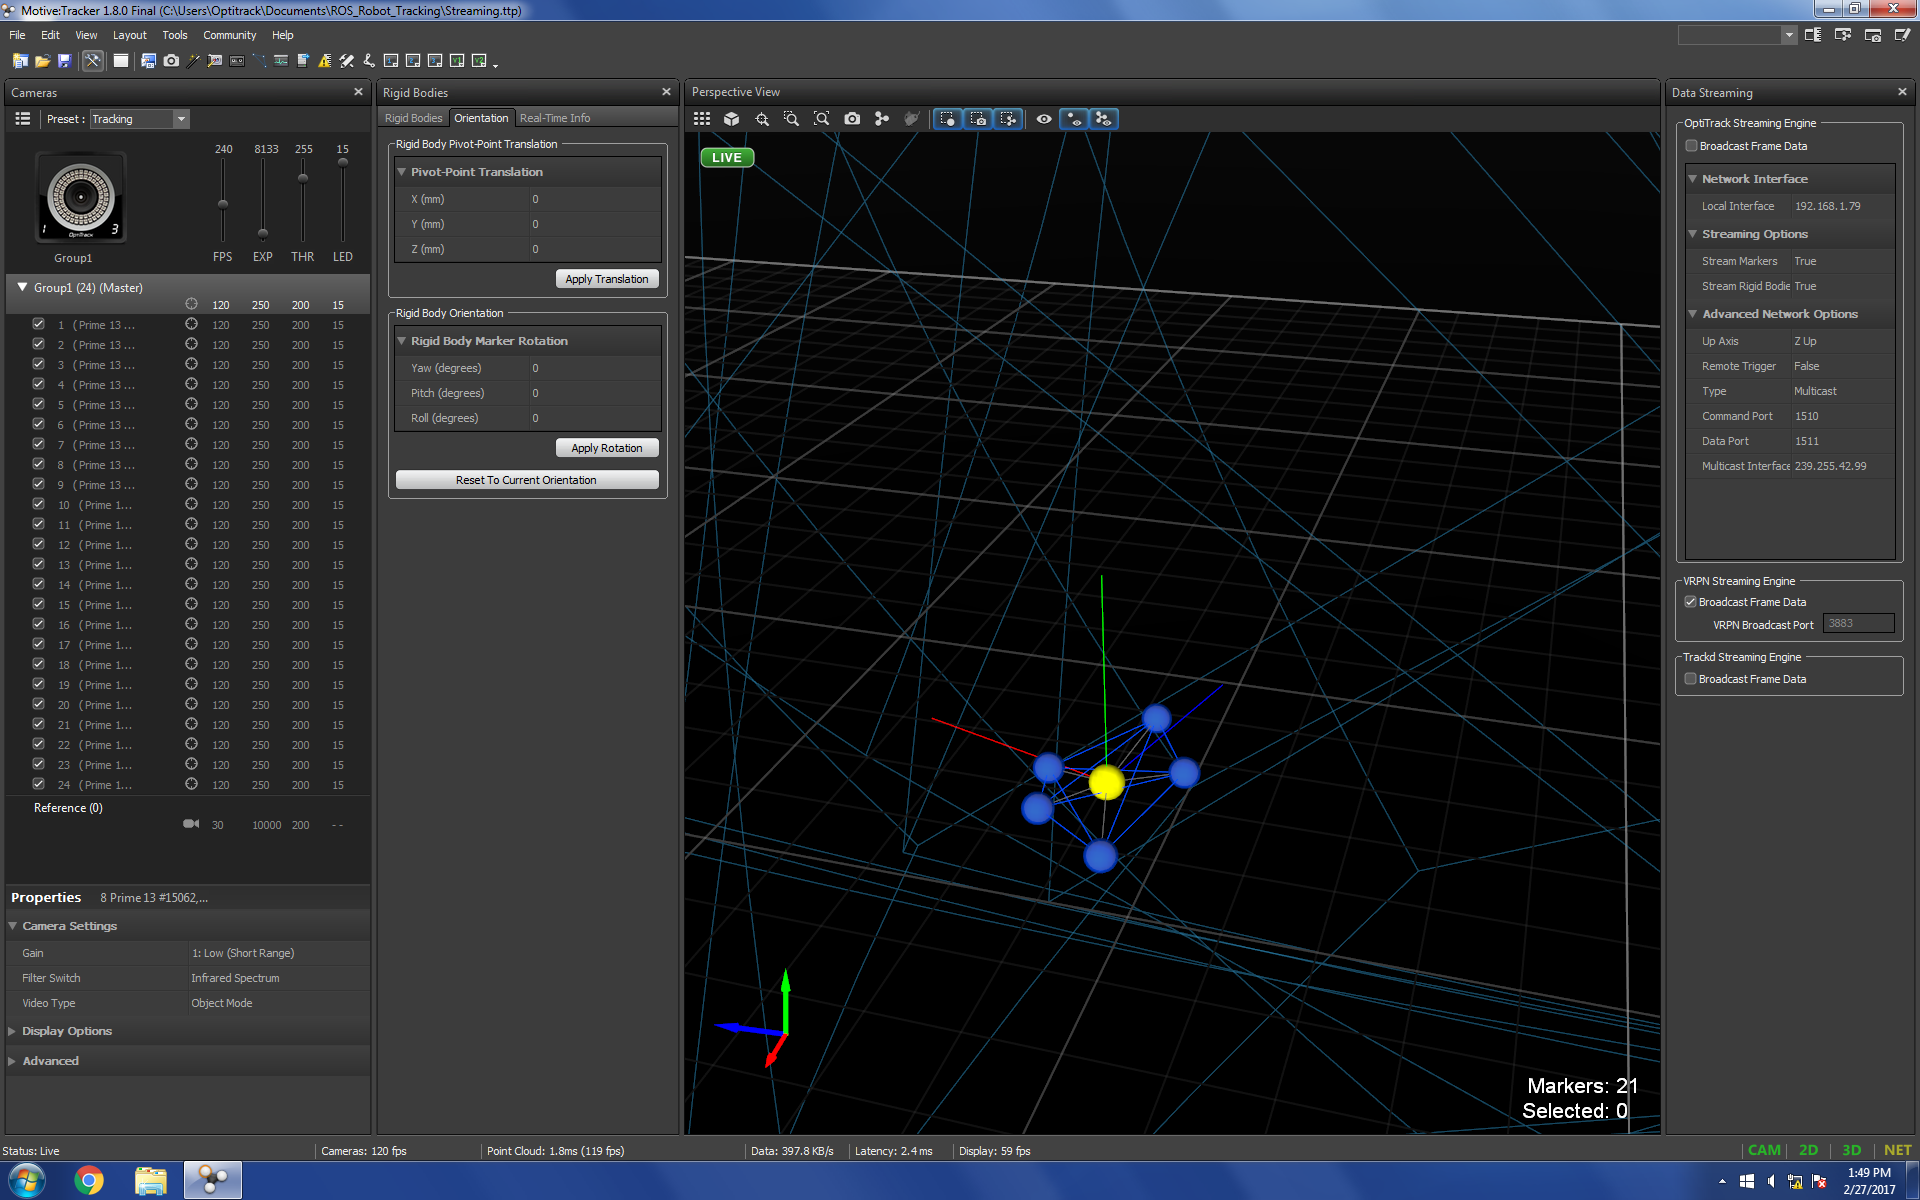 Motive:Tracker 1.8.0 Final (C:\Users\Optitrack\Documents\ROS_Robot_Tracking\Streaming.ttp)
File Edit View Layout Tools Community Help
Cameras
Preset : Tracking
240 8133 255 15
1 OptiTrack 3
FPS EXP THR LED
Group1
Group1 (24) (Master)
120 250 200 15
1 (Prime 13 ... 120 250 200 15
2 (Prime 13 ... 120 250 200 15
3 (Prime 13 ... 120 250 200 15
4 (Prime 13 ... 120 250 200 15
5 (Prime 13 ... 120 250 200 15
6 (Prime 13 ... 120 250 200 15
7 (Prime 13 ... 120 250 200 15
8 (Prime 13 ... 120 250 200 15
9 (Prime 13 ... 120 250 200 15
10 (Prime 1... 120 250 200 15
11 (Prime 1... 120 250 200 15
12 (Prime 1... 120 250 200 15
13 (Prime 1... 120 250 200 15
14 (Prime 1... 120 250 200 15
15 (Prime 1... 120 250 200 15
16 (Prime 1... 120 250 200 15
17 (Prime 1... 120 250 200 15
18 (Prime 1... 120 250 200 15
19 (Prime 1... 120 250 200 15
20 (Prime 1... 120 250 200 15
21 (Prime 1... 120 250 200 15
22 (Prime 1... 120 250 200 15
23 (Prime 1... 120 250 200 15
24 (Prime 1... 120 250 200 15
Reference (0)
30 10000 200 --
Properties 8 Prime 13 #15062,...
Camera Settings
Gain 1: Low (Short Range)
Filter Switch Infrared Spectrum
Video Type Object Mode
Display Options
Advanced
Rigid Bodies
Rigid Bodies Orientation Real-Time Info
Rigid Body Pivot-Point Translation
Pivot-Point Translation
X (mm) 0
Y (mm) 0
Z (mm) 0
Apply Translation
Rigid Body Orientation
Rigid Body Marker Rotation
Yaw (degrees) 0
Pitch (degrees) 0
Roll (degrees) 0
Apply Rotation
Reset To Current Orientation
Perspective View
LIVE
Markers: 21
Selected: 0
Data Streaming
OptiTrack Streaming Engine
Broadcast Frame Data
Network Interface
Local Interface 192.168.1.79
Streaming Options
Stream Markers True
Stream Rigid Bodie True
Advanced Network Options
Up Axis Z Up
Remote Trigger False
Type Multicast
Command Port 1510
Data Port 1511
Multicast Interface 239.255.42.99
VRPN Streaming Engine
Broadcast Frame Data
VRPN Broadcast Port 3883
Trackd Streaming Engine
Broadcast Frame Data
Status: Live Cameras: 120 fps Point Cloud: 1.8ms (119 fps) Data: 397.8 KB/s Latency: 2.4 ms Display: 59 fps CAM 2D 3D NET
1:49 PM
2/27/2017